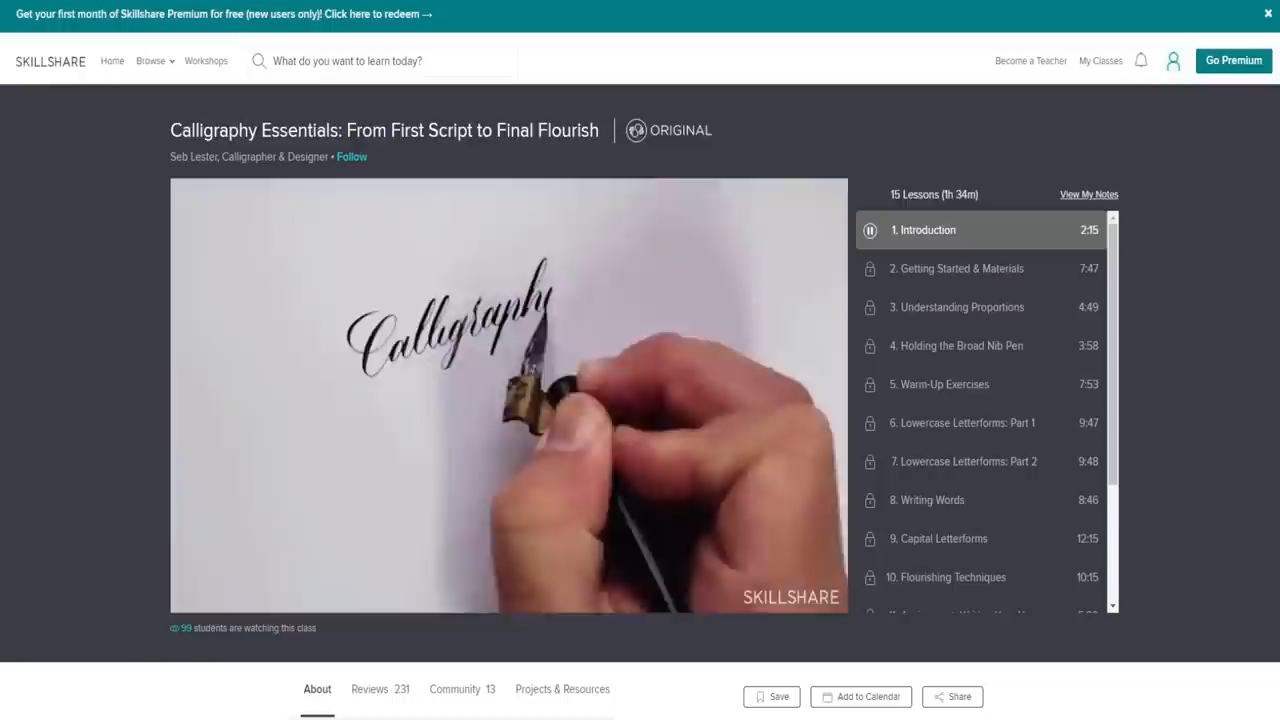 Get your first month of Skillshare Premium for free (new users only)! Click here to redeem →
SKILLSHARE Home Browse Workshops What do you want to learn today? Become a Teacher My Classes Go Premium
Calligraphy Essentials: From First Script to Final Flourish ORIGINAL
Seb Lester, Calligrapher & Designer • Follow
Calligraphy
SKILLSHARE
15 Lessons (1h 34m) View My Notes
1. Introduction 2:15
2. Getting Started & Materials 7:47
3. Understanding Proportions 4:49
4. Holding the Broad Nib Pen 3:58
5. Warm-Up Exercises 7:53
6. Lowercase Letterforms: Part 1 9:47
7. Lowercase Letterforms: Part 2 9:48
8. Writing Words 8:46
9. Capital Letterforms 12:15
10. Flourishing Techniques 10:15
99 students are watching this class
About Reviews 231 Community 13 Projects & Resources Save Add to Calendar Share